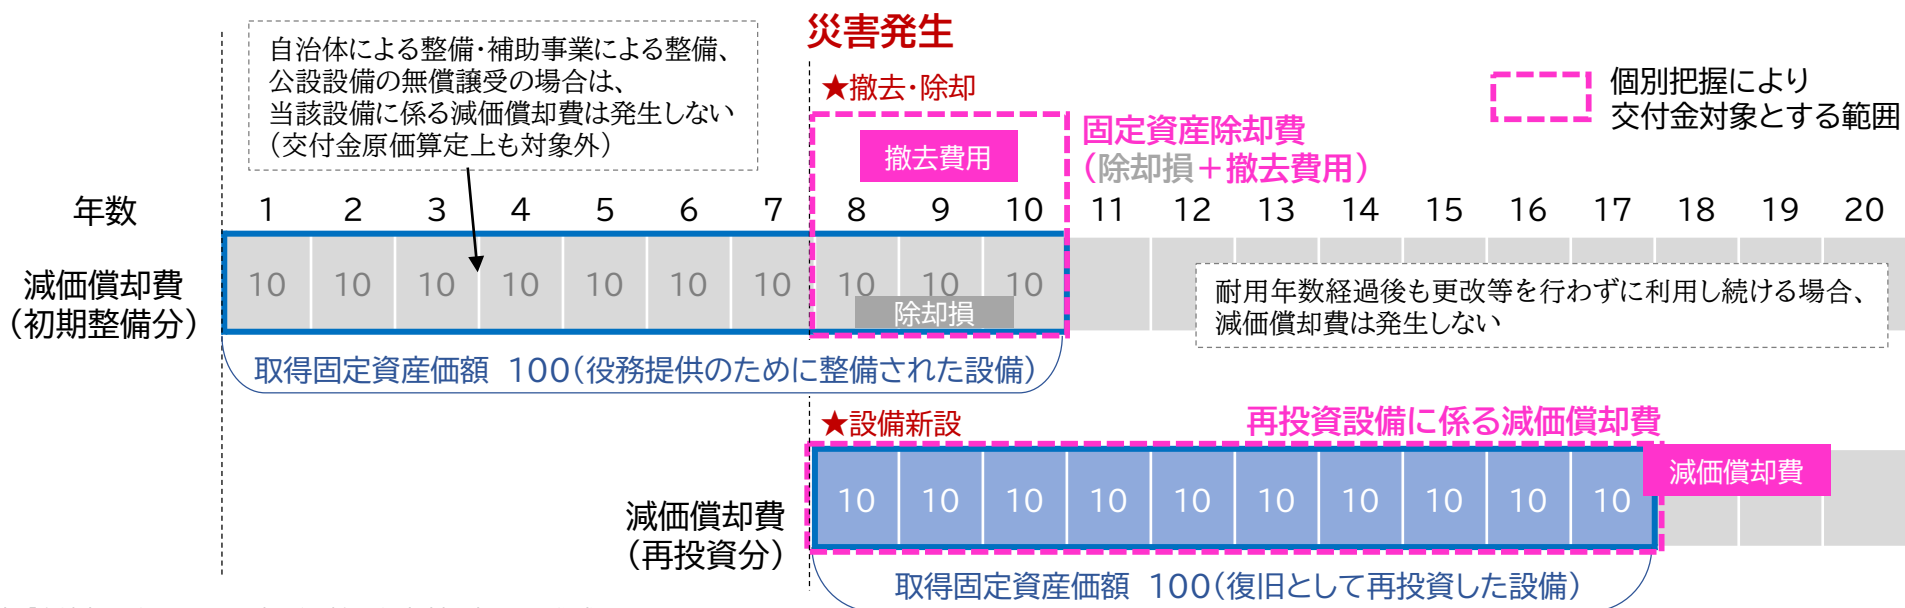 災害発生
自治体による整備・補助事業による整備、
公設設備の無償譲受の場合は、
当該設備に係る減価償却費は発生しない
（交付金原価算定上も対象外）
★撤去・除却
個別把握により
交付金対象とする範囲
撤去費用
固定資産除却費
（除却損＋撤去費用）
年数 1 2 3 4 5 6 7 8 9 10 11 12 13 14 15 16 17 18 19 20
減価償却費
（初期整備分）
10 10 10 10 10 10 10 10 10 10
除却損
耐用年数経過後も更改等を行わずに利用し続ける場合、
減価償却費は発生しない
取得固定資産価額 100（役務提供のために整備された設備）
★設備新設
再投資設備に係る減価償却費
減価償却費
減価償却費
（再投資分）
10 10 10 10 10 10 10 10 10 10
取得固定資産価額 100（復旧として再投資した設備）